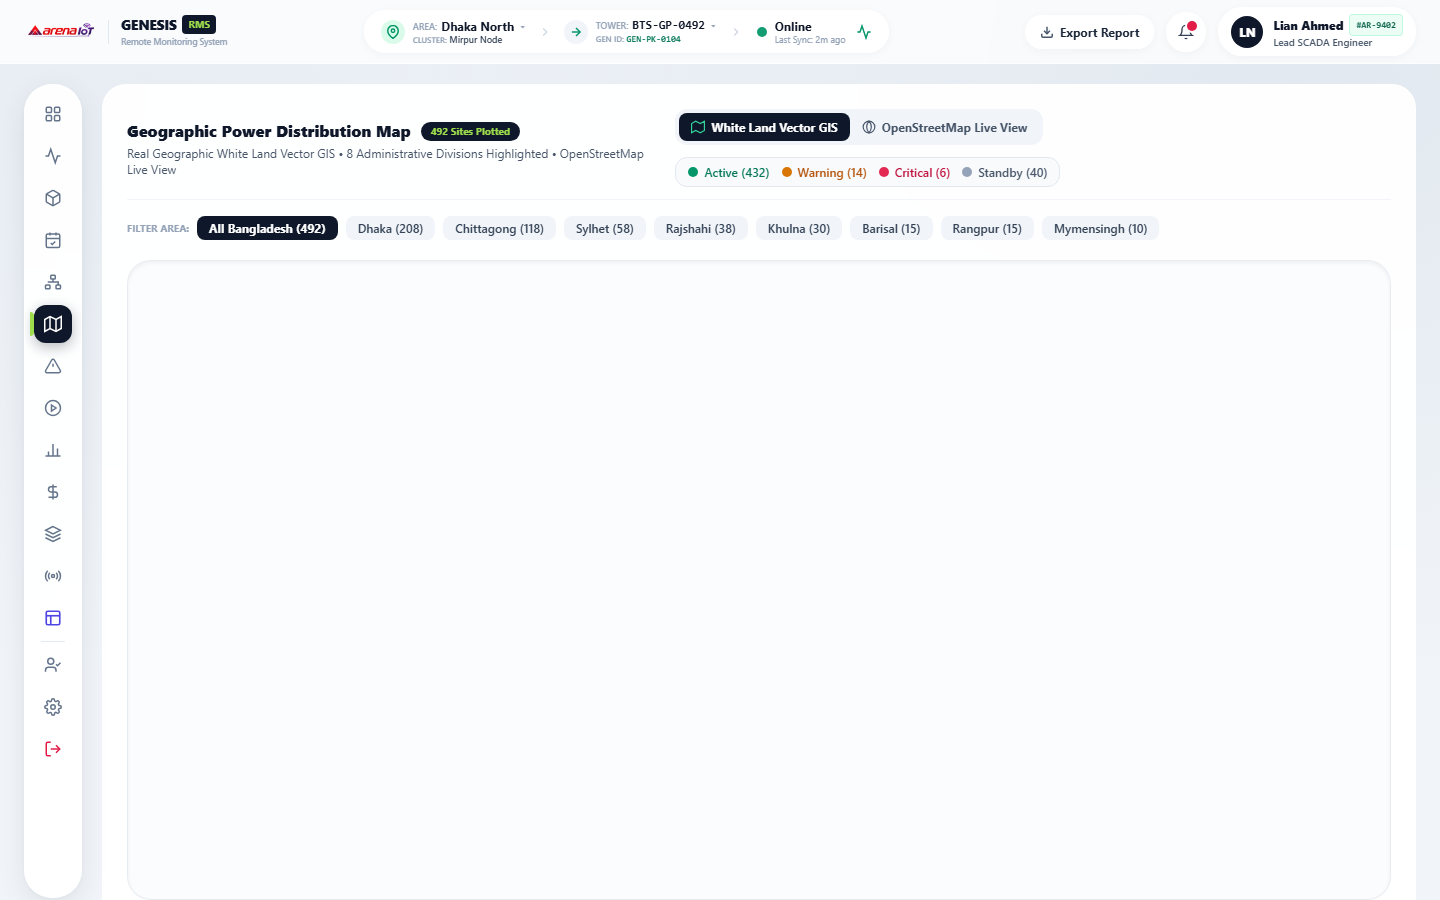 arenaIoT
GENESIS RMS
Remote Monitoring System
AREA: Dhaka North
CLUSTER: Mirpur Node
TOWER: BTS-GP-0492
GEN ID: GEN-PK-0104
Online
Last Sync: 2m ago
Export Report
LN
Lian Ahmed #AR-9402
Lead SCADA Engineer
Geographic Power Distribution Map 492 Sites Plotted
Real Geographic White Land Vector GIS • 8 Administrative Divisions Highlighted • OpenStreetMap
Live View
White Land Vector GIS OpenStreetMap Live View
Active (432) Warning (14) Critical (6) Standby (40)
FILTER AREA: All Bangladesh (492) Dhaka (208) Chittagong (118) Sylhet (58) Rajshahi (38) Khulna (30) Barisal (15) Rangpur (15) Mymensingh (10)